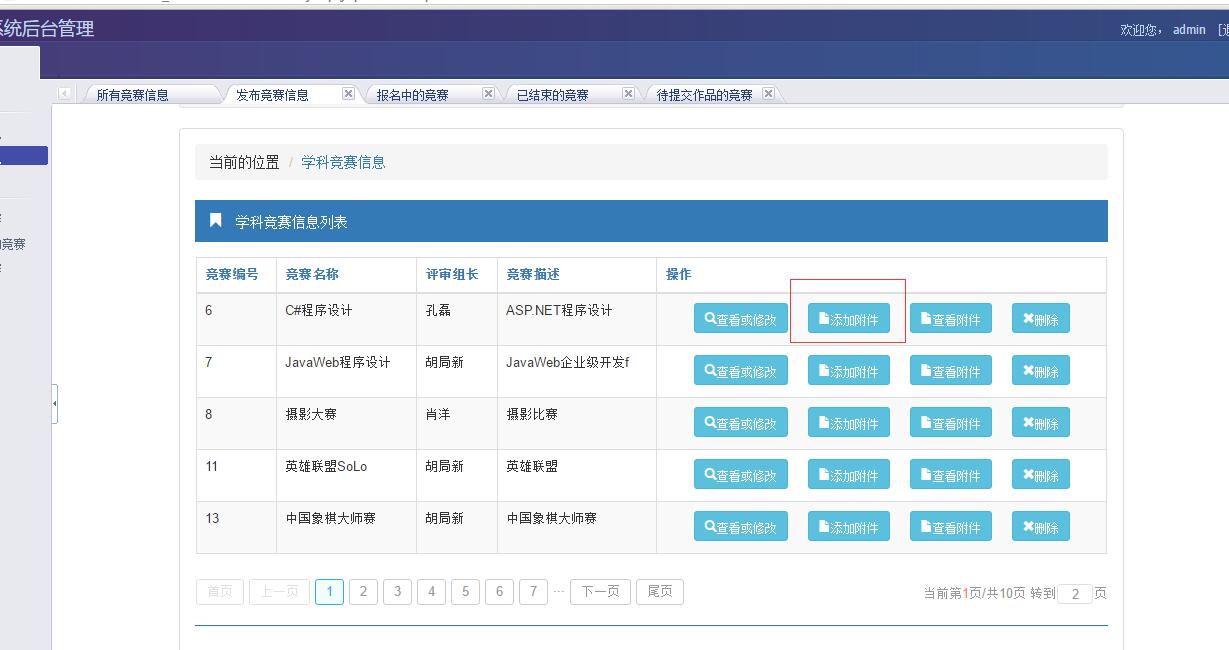 系统后台管理
欢迎您， admin
所有竞赛信息 发布竞赛信息 报名中的竞赛 已结束的竞赛 待提交作品的竞赛
竞赛
当前的位置 / 学科竞赛信息
学科竞赛信息列表
竞赛编号 竞赛名称 评审组长 竞赛描述 操作
6 C#程序设计 孔磊 ASP.NET程序设计 查看或修改 添加附件 查看附件 删除
7 JavaWeb程序设计 胡局新 JavaWeb企业级开发f 查看或修改 添加附件 查看附件 删除
8 摄影大赛 肖洋 摄影比赛 查看或修改 添加附件 查看附件 删除
11 英雄联盟SoLo 胡局新 英雄联盟 查看或修改 添加附件 查看附件 删除
13 中国象棋大师赛 胡局新 中国象棋大师赛 查看或修改 添加附件 查看附件 删除
首页 上一页 1 2 3 4 5 6 7 ··· 下一页 尾页 当前第1页/共10页 转到 2 页